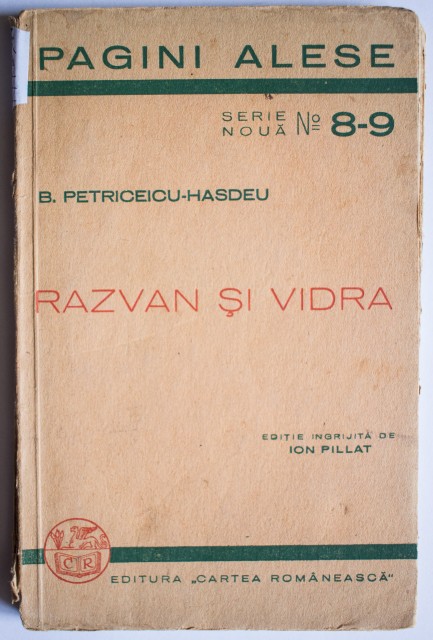 PAGINI ALESE
SERIE
NOUĂ Nº 8-9
B. PETRICEICU-HASDEU
RAZVAN ŞI VIDRA
EDIŢIE INGRIJITĂ DE
ION PILLAT
C R
EDITURA „CARTEA ROMÂNEASCĂ"